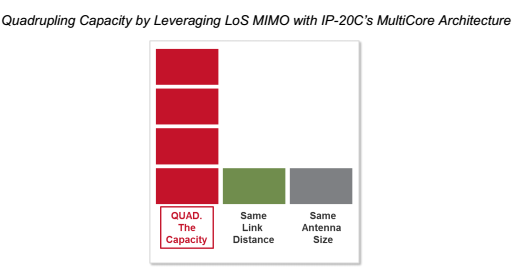 Quadrupling Capacity by Leveraging LoS MIMO with IP-20C's MultiCore Architecture
QUAD.
The
Capacity
Same
Link
Distance
Same
Antenna
Size